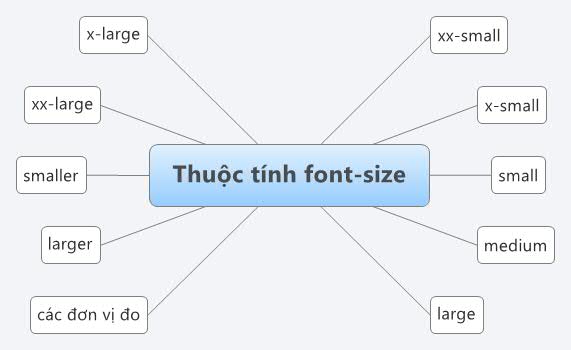 x-large
xx-small
xx-large
x-small
Thuộc tính font-size
smaller
small
larger
medium
các đơn vị đo
large